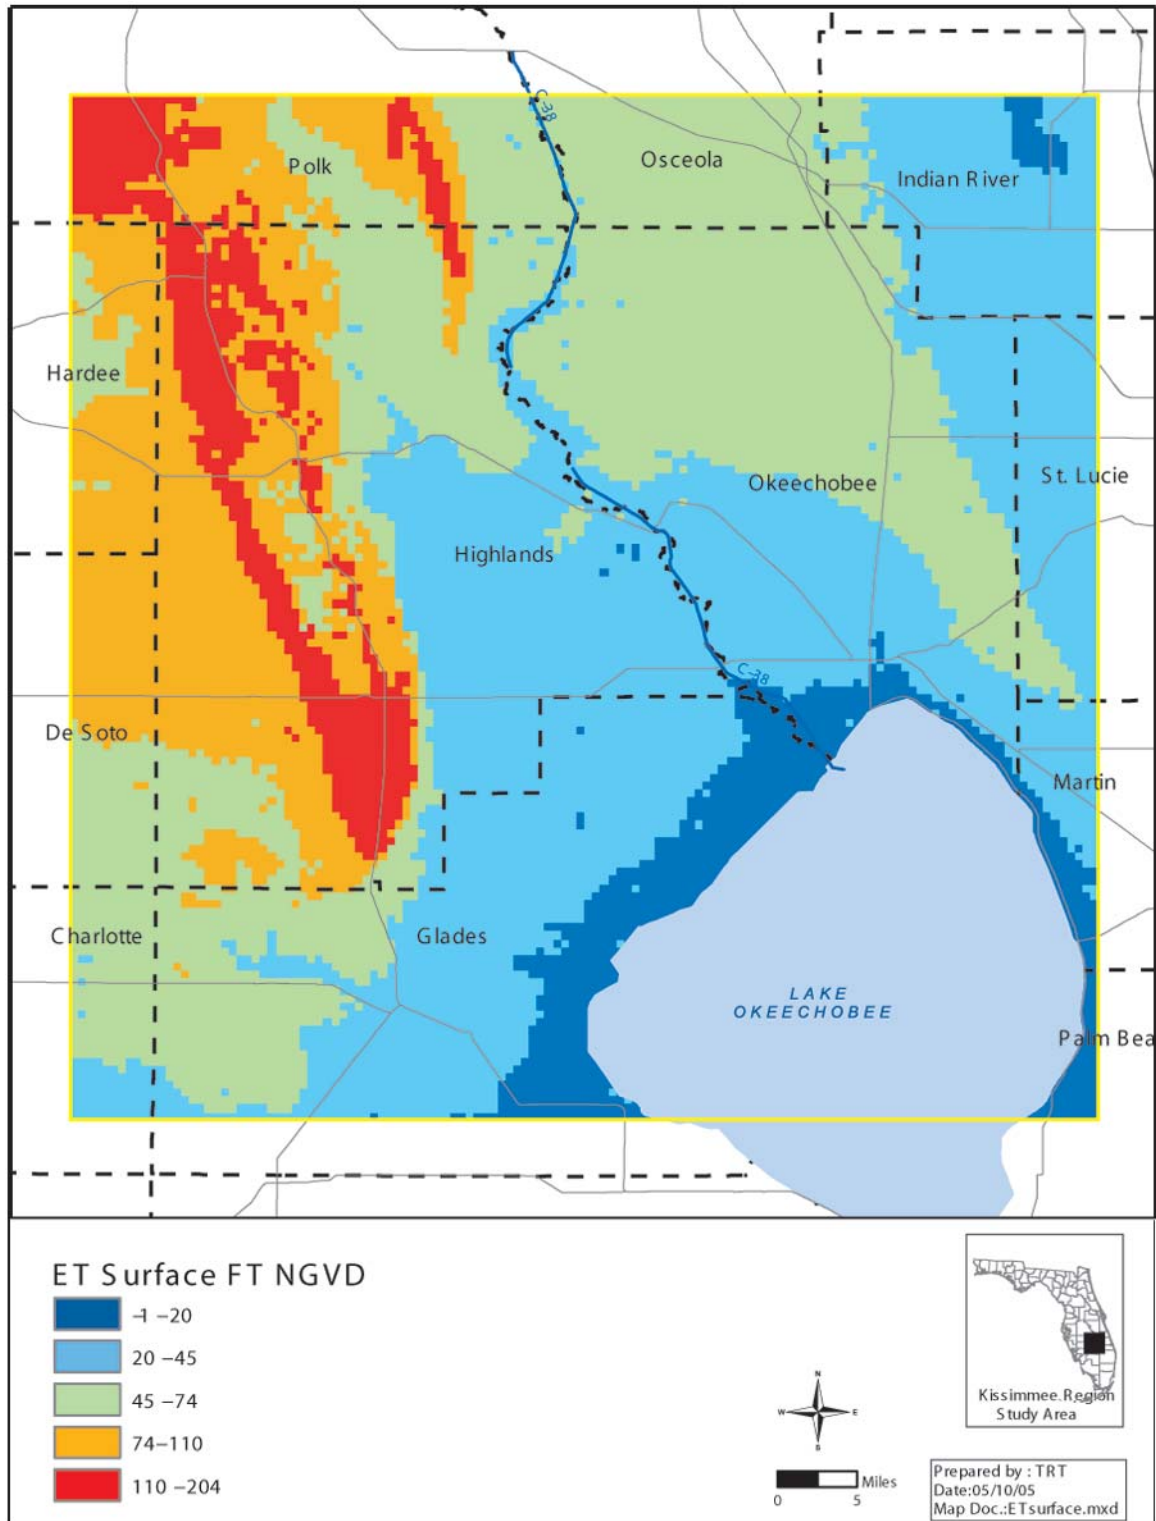 C-38
Polk
Osceola
Indian River
Hardee
Okeechobee
St. Lucie
Highlands
C-38
De Soto
Martin
Charlotte
Glades
LAKE
OKEECHOBEE
Palm Bea
ET Surface FT NGVD
-1 -20
20 -45
45 -74
74-110
110 -204
N
W
E
S
Miles
0
5
Kissimmee.Region
Study Area
Prepared by : TRT
Date:05/10/05
Map Doc.:ETsurface.mxd